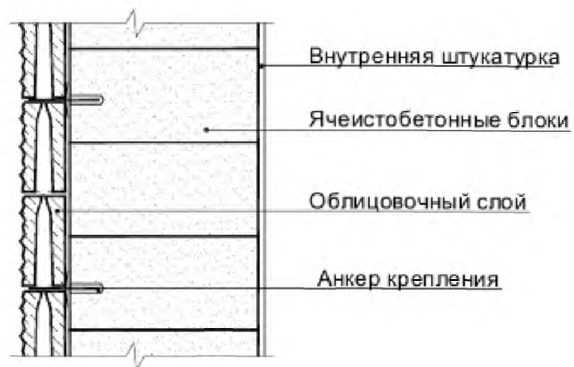 Внутренняя штукатурка
Ячеистобетонные блоки
Облицовочный слой
Анкер крепления